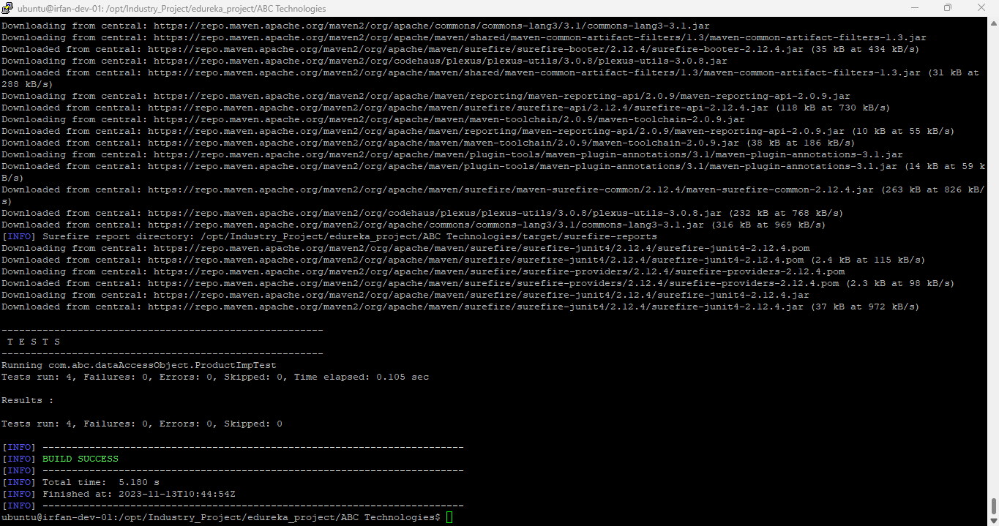 ubuntu@irfan-dev-01: /opt/Industry_Project/edureka_project/ABC Technologies
Downloading from central: https://repo.maven.apache.org/maven2/org/apache/commons/commons-lang3/3.1/commons-lang3-3.1.jar
Downloading from central: https://repo.maven.apache.org/maven2/org/apache/maven/shared/maven-common-artifact-filters/1.3/maven-common-artifact-filters-1.3.jar
Downloaded from central: https://repo.maven.apache.org/maven2/org/apache/maven/surefire/surefire-booter/2.12.4/surefire-booter-2.12.4.jar (35 kB at 434 kB/s)
Downloading from central: https://repo.maven.apache.org/maven2/org/codehaus/plexus/plexus-utils/3.0.8/plexus-utils-3.0.8.jar
Downloaded from central: https://repo.maven.apache.org/maven2/org/apache/maven/shared/maven-common-artifact-filters/1.3/maven-common-artifact-filters-1.3.jar (31 kB at
288 kB/s)
Downloading from central: https://repo.maven.apache.org/maven2/org/apache/maven/reporting/maven-reporting-api/2.0.9/maven-reporting-api-2.0.9.jar
Downloaded from central: https://repo.maven.apache.org/maven2/org/apache/maven/surefire/surefire-api/2.12.4/surefire-api-2.12.4.jar (118 kB at 730 kB/s)
Downloading from central: https://repo.maven.apache.org/maven2/org/apache/maven/maven-toolchain/2.0.9/maven-toolchain-2.0.9.jar
Downloaded from central: https://repo.maven.apache.org/maven2/org/apache/maven/reporting/maven-reporting-api/2.0.9/maven-reporting-api-2.0.9.jar (10 kB at 55 kB/s)
Downloaded from central: https://repo.maven.apache.org/maven2/org/apache/maven/maven-toolchain/2.0.9/maven-toolchain-2.0.9.jar (38 kB at 186 kB/s)
Downloading from central: https://repo.maven.apache.org/maven2/org/apache/maven/plugin-tools/maven-plugin-annotations/3.1/maven-plugin-annotations-3.1.jar
Downloaded from central: https://repo.maven.apache.org/maven2/org/apache/maven/plugin-tools/maven-plugin-annotations/3.1/maven-plugin-annotations-3.1.jar (14 kB at 59 k
B/s)
Downloaded from central: https://repo.maven.apache.org/maven2/org/apache/maven/surefire/maven-surefire-common/2.12.4/maven-surefire-common-2.12.4.jar (263 kB at 826 kB/
s)
Downloaded from central: https://repo.maven.apache.org/maven2/org/codehaus/plexus/plexus-utils/3.0.8/plexus-utils-3.0.8.jar (232 kB at 768 kB/s)
Downloaded from central: https://repo.maven.apache.org/maven2/org/apache/commons/commons-lang3/3.1/commons-lang3-3.1.jar (316 kB at 969 kB/s)
[INFO] Surefire report directory: /opt/Industry_Project/edureka_project/ABC Technologies/target/surefire-reports
Downloading from central: https://repo.maven.apache.org/maven2/org/apache/maven/surefire/surefire-junit4/2.12.4/surefire-junit4-2.12.4.pom
Downloaded from central: https://repo.maven.apache.org/maven2/org/apache/maven/surefire/surefire-junit4/2.12.4/surefire-junit4-2.12.4.pom (2.4 kB at 115 kB/s)
Downloading from central: https://repo.maven.apache.org/maven2/org/apache/maven/surefire/surefire-providers/2.12.4/surefire-providers-2.12.4.pom
Downloaded from central: https://repo.maven.apache.org/maven2/org/apache/maven/surefire/surefire-providers/2.12.4/surefire-providers-2.12.4.pom (2.3 kB at 98 kB/s)
Downloading from central: https://repo.maven.apache.org/maven2/org/apache/maven/surefire/surefire-junit4/2.12.4/surefire-junit4-2.12.4.jar
Downloaded from central: https://repo.maven.apache.org/maven2/org/apache/maven/surefire/surefire-junit4/2.12.4/surefire-junit4-2.12.4.jar (37 kB at 972 kB/s)
-------------------------------------------------------
 T E S T S
-------------------------------------------------------
Running com.abc.dataAccessObject.ProductImpTest
Tests run: 4, Failures: 0, Errors: 0, Skipped: 0, Time elapsed: 0.105 sec
Results :
Tests run: 4, Failures: 0, Errors: 0, Skipped: 0
[INFO] ------------------------------------------------------------------------
[INFO] BUILD SUCCESS
[INFO] ------------------------------------------------------------------------
[INFO] Total time:  5.180 s
[INFO] Finished at: 2023-11-13T10:44:54Z
[INFO] ------------------------------------------------------------------------
ubuntu@irfan-dev-01:/opt/Industry_Project/edureka_project/ABC Technologies$